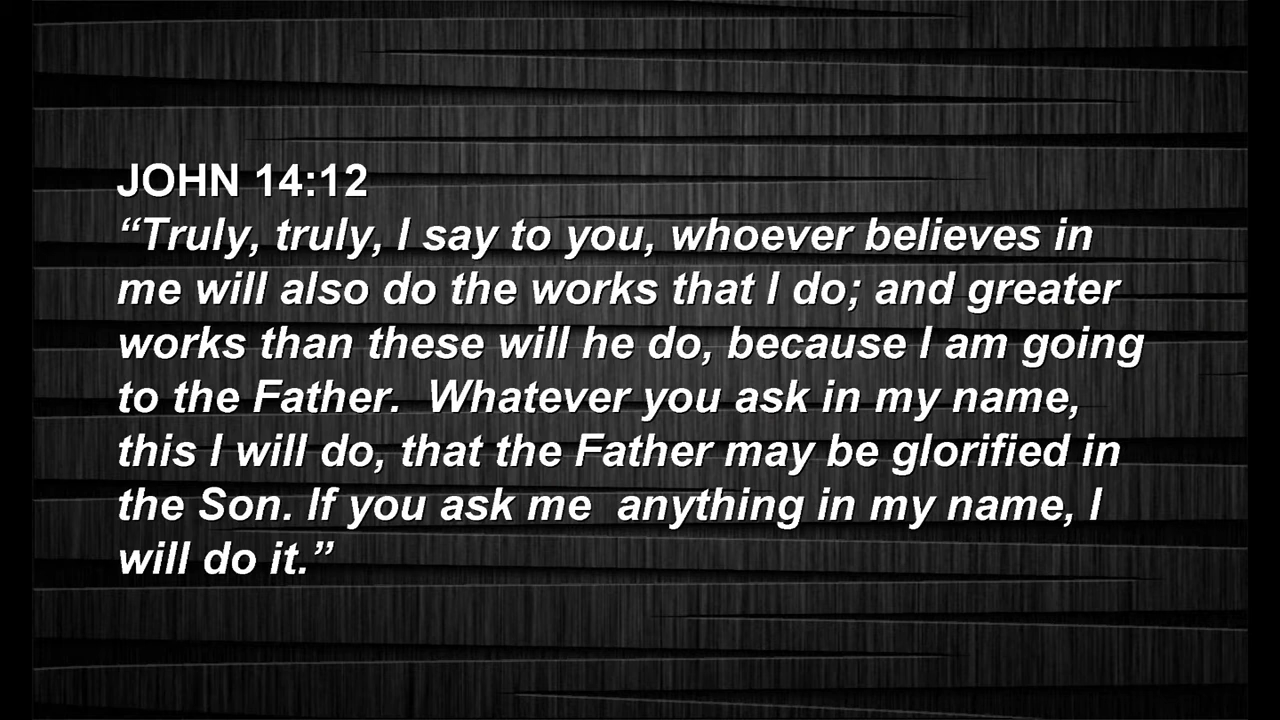 JOHN 14:12
“Truly, truly, I say to you, whoever believes in
me will also do the works that I do; and greater
works than these will he do, because I am going
to the Father.  Whatever you ask in my name,
this I will do, that the Father may be glorified in
the Son. If you ask me  anything in my name, I
will do it.”